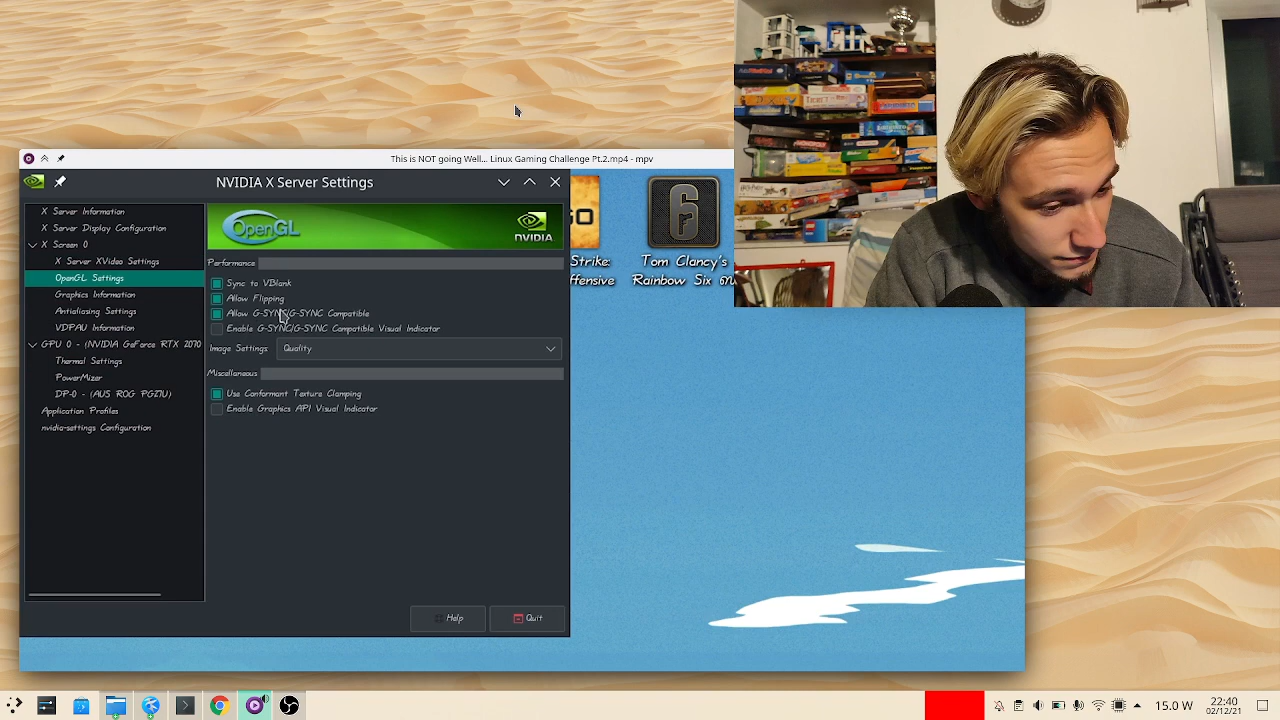 This is NOT going Well... Linux Gaming Challenge Pt.2.mp4 - mpv
NVIDIA X Server Settings
X Server Information
X Server Display Configuration
X Screen 0
X Server XVideo Settings
OpenGL Settings
Graphics Information
Antialiasing Settings
VDPAU Information
GPU 0 - (NVIDIA GeForce RTX 2070
Thermal Settings
PowerMizer
DP-0 - (AUS ROG PG27U)
Application Profiles
nvidia-settings Configuration
OpenGL
NVIDIA
Performance
Sync to VBlank
Allow Flipping
Allow G-SYNC/G-SYNC Compatible
Enable G-SYNC/G-SYNC Compatible Visual Indicator
Image Settings:
Quality
Miscellaneous
Use Conformant Texture Clamping
Enable Graphics API Visual Indicator
Help
Quit
GO
Strike:
ffensive
6
Tom Clancy's
Rainbow Six
MONOPOLY
15.0 W
22:40
02/12/21